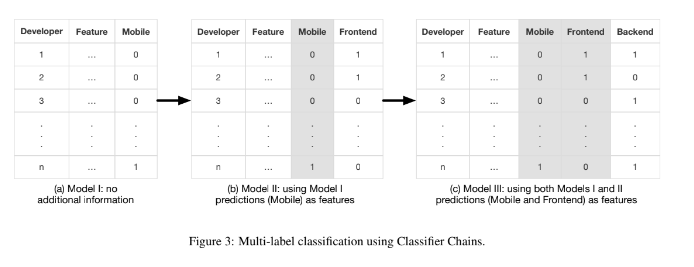 Developer Feature Mobile
1 ... 0
2 ... 0
3 ... 0
. . .
. . .
. . .
n ... 1
(a) Model I: no
additional information
Developer Feature Mobile Frontend
1 ... 0 1
2 ... 0 1
3 ... 0 0
. . . .
. . . .
. . . .
n ... 1 0
(b) Model II: using Model I
predictions (Mobile) as features
Developer Feature Mobile Frontend Backend
1 ... 0 1 1
2 ... 0 1 0
3 ... 0 0 1
. . . . .
. . . . .
. . . . .
n ... 1 0 1
(c) Model III: using both Models I and II
predictions (Mobile and Frontend) as features
Figure 3: Multi-label classification using Classifier Chains.